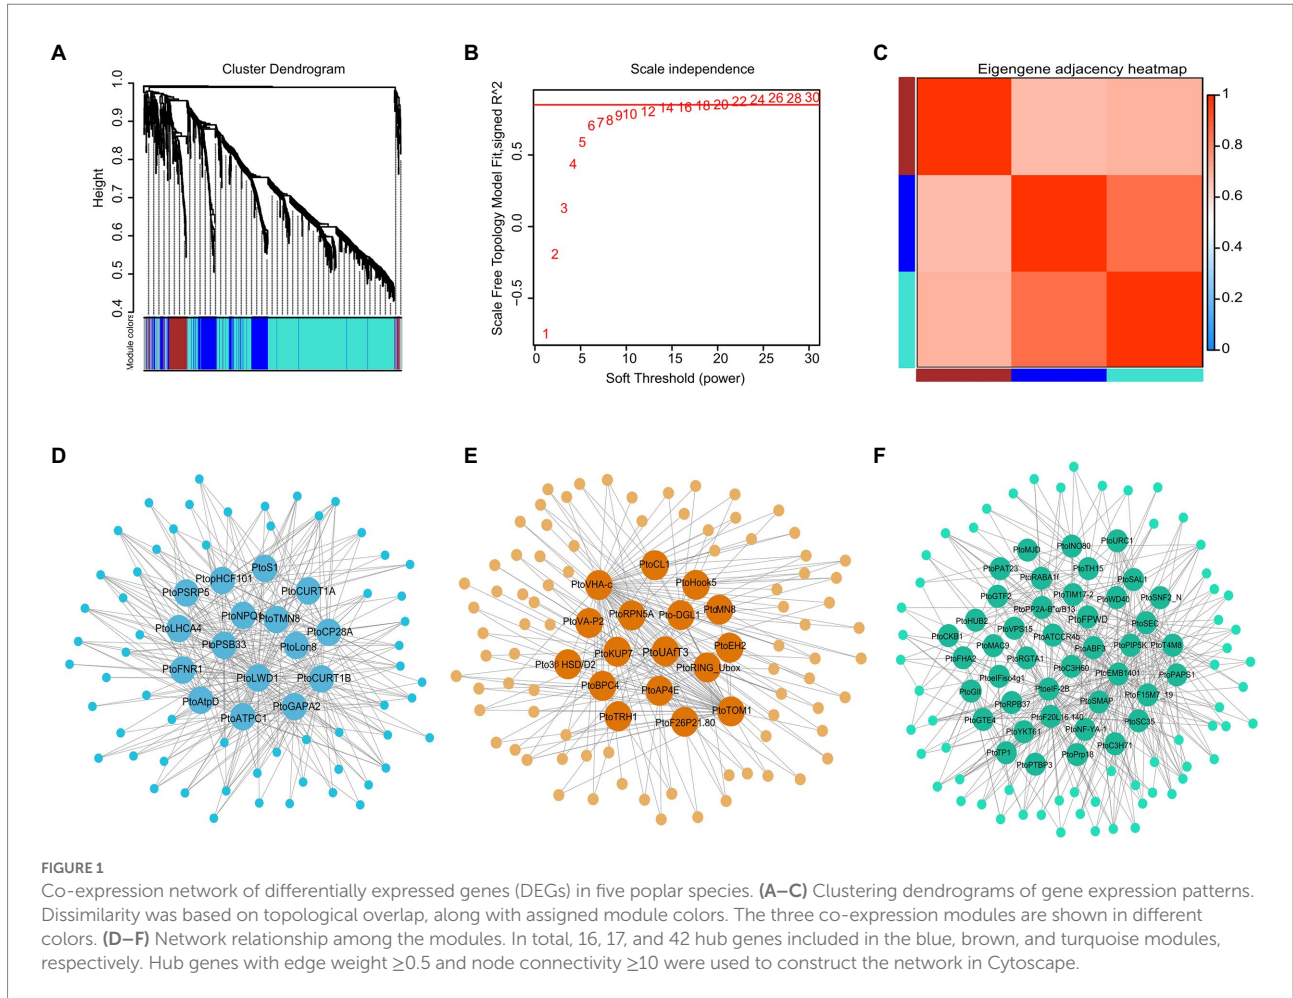 A
Cluster Dendrogram
Height
1.0
0.9
0.8
0.7
0.6
0.5
0.4
Module colors
B
Scale independence
Scale Free Topology Model Fit,signed R^2
0.5
0.0
−0.5
1
2
3
4
5
6 7 8 9 10 12 14 16 18 20 22 24 26 28 30
0 5 10 15 20 25 30
Soft Threshold (power)
C
Eigengene adjacency heatmap
1
0.8
0.6
0.4
0.2
0
D
PtoS1
PtopHCF101
PtoPSRP5
PtoCURT1A
PtoNPQ1
PtoTMN8
PtoLHCA4
PtoCP28A
PtoPSB33
PtoLon8
PtoFNR1
PtoLWD1
PtoCURT1B
PtoAtpD
PtoGAPA2
PtoATPC1
E
PtoCL1
PtoVHA-c
PtoHook5
PtoRPN5A
PtoDGL1
PtoMN8
PtoVA-P2
PtoKUP7
PtoUAfT3
PtoEH2
Pto3β HSD/D2
PtoRING_Ubox
PtoBPC4
PtoAP4E
PtoTRH1
PtoF26P21.80
PtoTOM1
F
PtoMJD
PtoINO80
PtoURC1
PtoPAT23
PtoRABA1f
PtoTH15
PtoSAL1
PtoGTF2
PtoTIM17-2
PtoWD40
PtoSNF2_N
PtoPP2A-B"α/B13
PtoHUB2
PtoVPS15
PtoFPWD
PtoSEC
PtoCKB1
PtoMAC9
PtoATCCR4b
PtoABF3
PtoPIP5K
PtoT4M8
PtoFHA2
PtoRGTA1
PtoC3H60
PtoEMB1401
PtoPAPS1
PtoeIFiso4g1
PtoGII
PtoeIF-2B
PtoRPB37
PtoSMAP
PtoF15M7_19
PtoGTE4
PtoF20L16.140
PtoSC35
PtoYKT61
PtoNF-YA-1
PtoTP1
PtoPTBP3
PtoPrp18
PtoC3H71
FIGURE 1
Co-expression network of differentially expressed genes (DEGs) in five poplar species. (A–C) Clustering dendrograms of gene expression patterns.
Dissimilarity was based on topological overlap, along with assigned module colors. The three co-expression modules are shown in different
colors. (D–F) Network relationship among the modules. In total, 16, 17, and 42 hub genes included in the blue, brown, and turquoise modules,
respectively. Hub genes with edge weight ≥0.5 and node connectivity ≥10 were used to construct the network in Cytoscape.